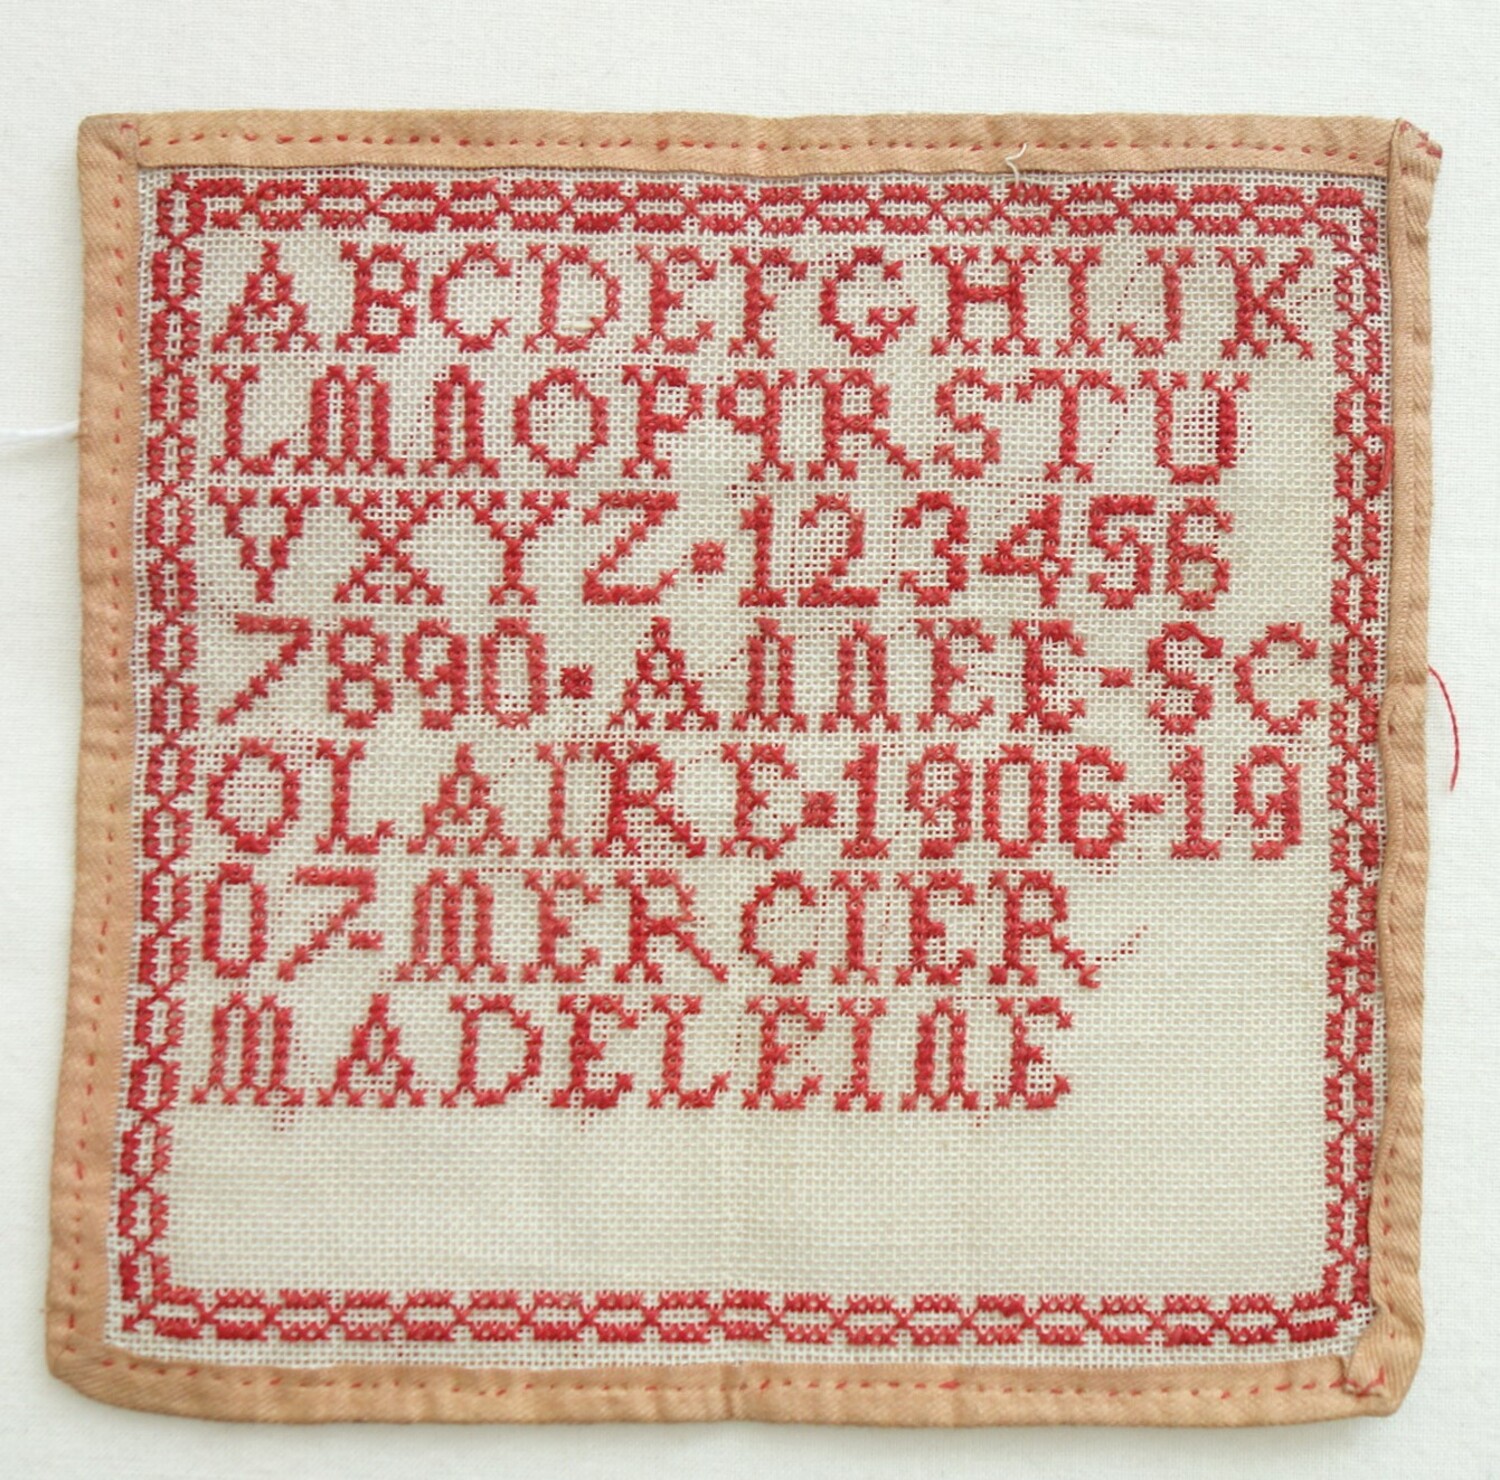 ABCDEFGHIJK
LMNOPQRSTU
VXYZ·123456
7890·ANNEE-SC
OLAIRE·1906-19
07-MERCIER
MADELEINE